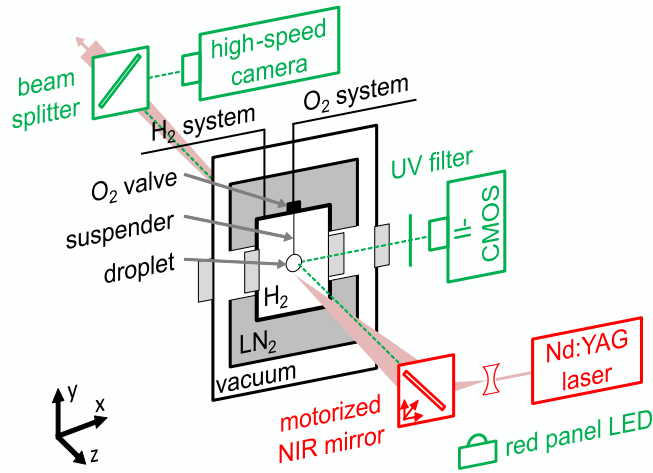 high-speed
camera
beam
splitter
O₂ system
H₂ system
O₂ valve
UV filter
suspender
II-
CMOS
droplet
H₂
LN₂
vacuum
Nd:YAG
laser
motorized
NIR mirror
red panel LED
y
x
z